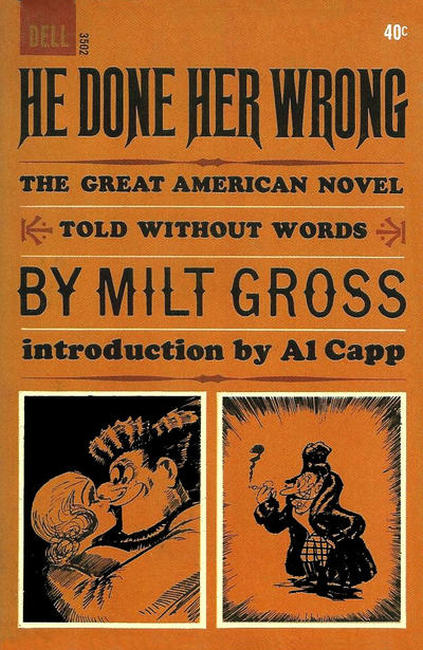 DELL
3502
40c
HE DONE HER WRONG
THE GREAT AMERICAN NOVEL
TOLD WITHOUT WORDS
BY MILT GROSS
introduction by Al Capp